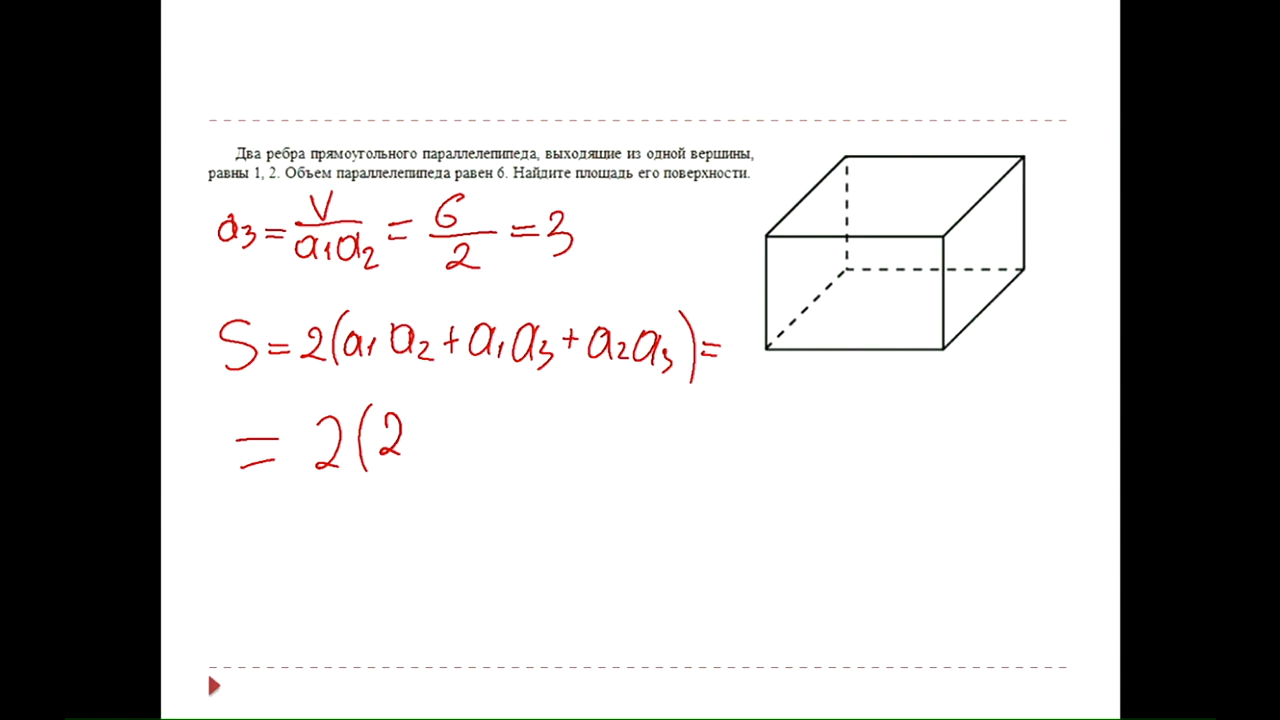 Два ребра прямоугольного параллелепипеда, выходящие из одной вершины,
равны 1, 2. Объем параллелепипеда равен 6. Найдите площадь его поверхности.
a₃ = V / a₁a₂ = 6 / 2 = 3
S = 2(a₁a₂ + a₁a₃ + a₂a₃) =
= 2(2